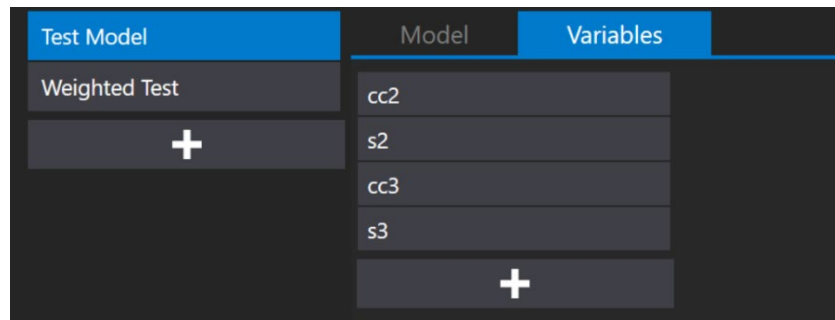 Test Model
Weighted Test
Model
Variables
cc2
s2
cc3
s3